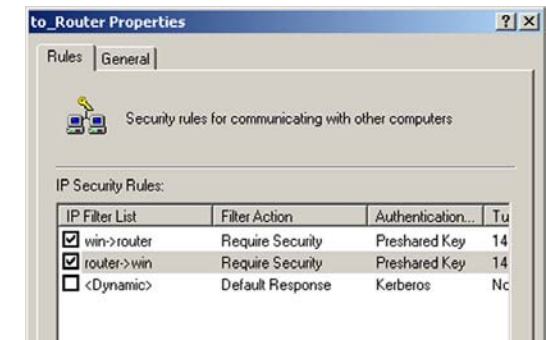 to_Router Properties
Rules General
Security rules for communicating with other computers
IP Security Rules:
IP Filter List Filter Action Authentication... Tu
win->router Require Security Preshared Key 14
router->win Require Security Preshared Key 14
<Dynamic> Default Response Kerberos Nc